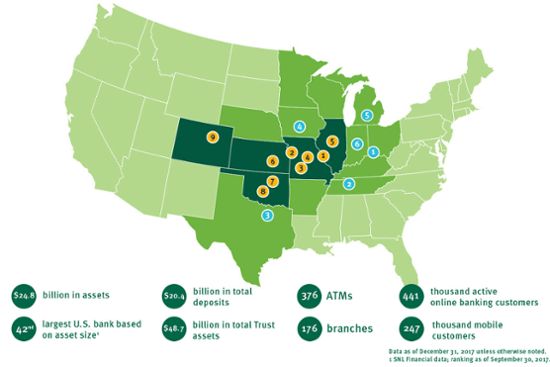 9
6
2
4
3
1
5
7
8
4
5
6
1
2
3
$24.8 billion in assets
$20.4 billion in total
deposits
376 ATMs
441 thousand active
online banking customers
42nd largest U.S. bank based
on asset size¹
$48.7 billion in total Trust
assets
176 branches
247 thousand mobile
customers
Data as of December 31, 2017 unless otherwise noted.
1 SNL Financial data; ranking as of September 30, 2017.